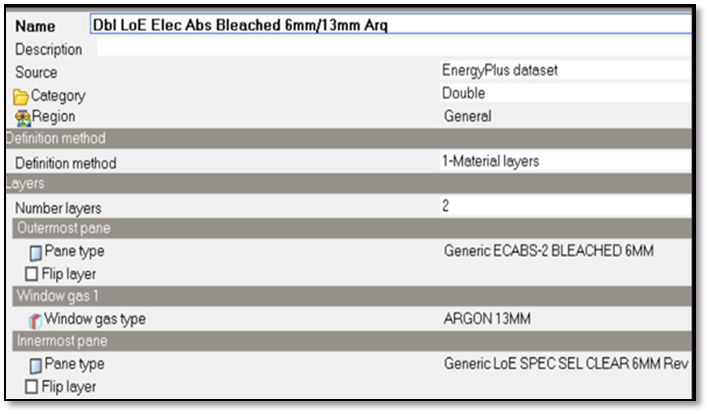 Name Dbl LoE Elec Abs Bleached 6mm/13mm Arq
Description
Source EnergyPlus dataset
Category Double
Region General
Definition method
Definition method 1-Material layers
Layers
Number layers 2
Outermost pane
Pane type Generic ECABS-2 BLEACHED 6MM
Flip layer
Window gas 1
Window gas type ARGON 13MM
Innermost pane
Pane type Generic LoE SPEC SEL CLEAR 6MM Rev
Flip layer